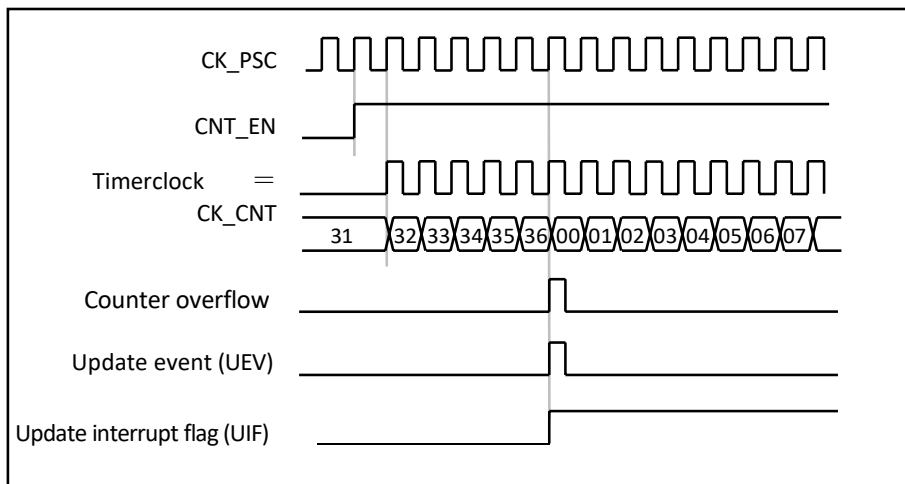 CK_PSC
CNT_EN
Timerclock =
CK_CNT
31 32 33 34 35 36 00 01 02 03 04 05 06 07
Counter overflow
Update event (UEV)
Update interrupt flag (UIF)